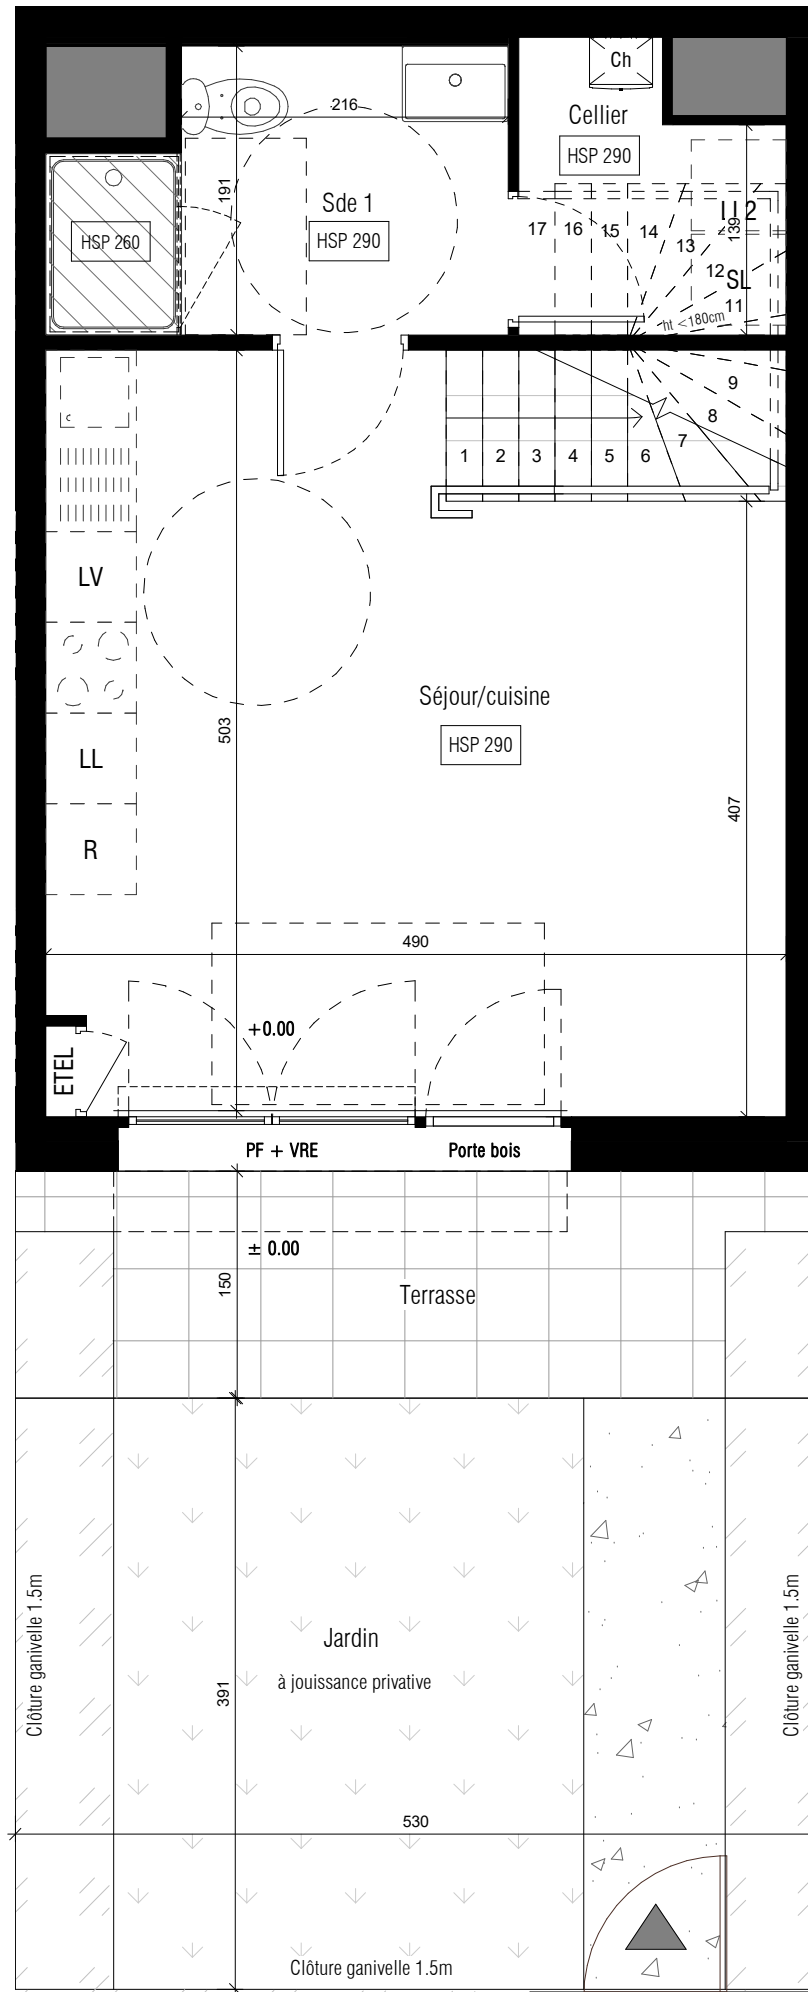 Ch
Cellier
HSP 290
216
191
Sde 1
HSP 290
HSP 260
17
16
15
14
13
12
11
139
SL
ht <180cm
9
8
7
1
2
3
4
5
6
c
LV
LL
R
503
Séjour/cuisine
HSP 290
407
490
+0.00
ETEL
PF + VRE
Porte bois
± 0.00
150
Terrasse
Clôture ganivelle 1.5m
Clôture ganivelle 1.5m
Jardin
à jouissance privative
391
530
Clôture ganivelle 1.5m